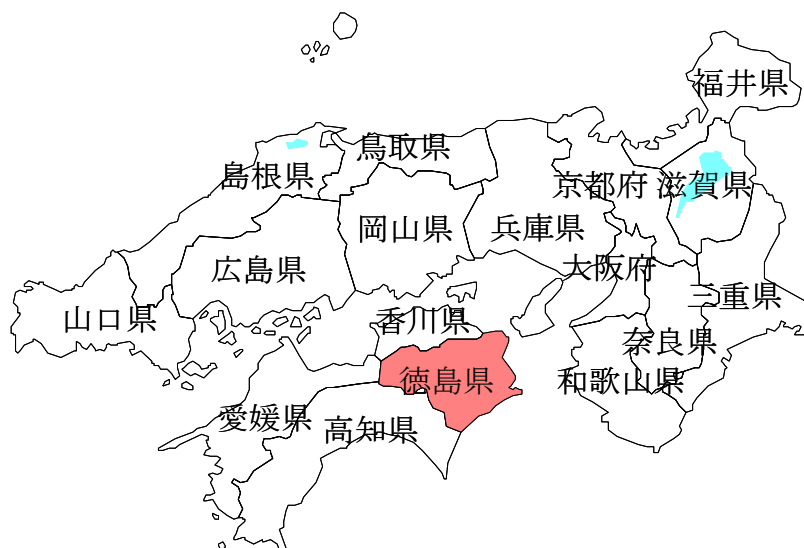 福井県
鳥取県
島根県
京都府
滋賀県
岡山県
兵庫県
広島県
大阪府
三重県
山口県
香川県
奈良県
徳島県
和歌山県
愛媛県
高知県